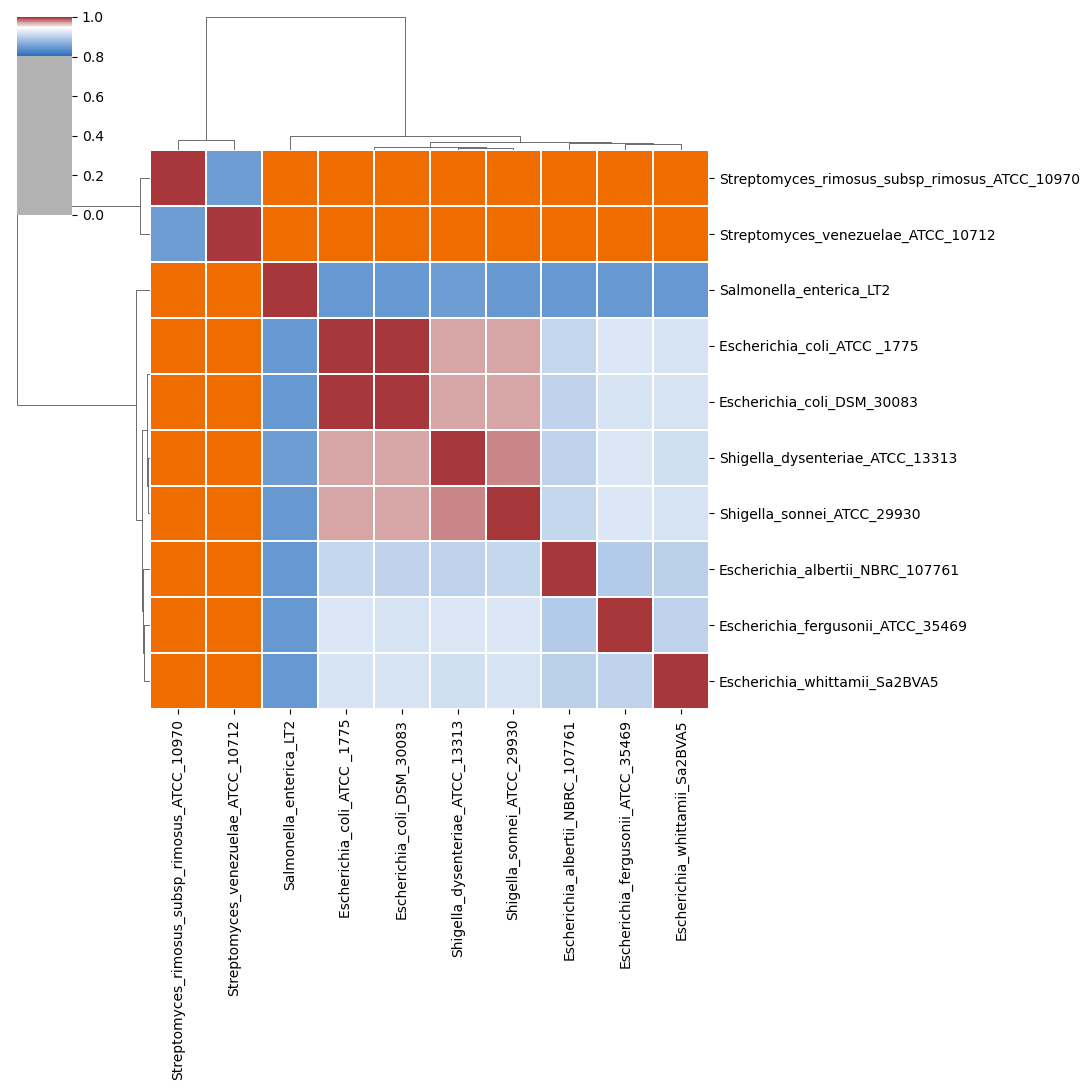 1.0
0.8
0.6
0.4
0.2
0.0
Streptomyces_rimosus_subsp_rimosus_ATCC_10970
Streptomyces_venezuelae_ATCC_10712
Salmonella_enterica_LT2
Escherichia_coli_ATCC _1775
Escherichia_coli_DSM_30083
Shigella_dysenteriae_ATCC_13313
Shigella_sonnei_ATCC_29930
Escherichia_albertii_NBRC_107761
Escherichia_fergusonii_ATCC_35469
Escherichia_whittamii_Sa2BVA5
Streptomyces_rimosus_subsp_rimosus_ATCC_10970
Streptomyces_venezuelae_ATCC_10712
Salmonella_enterica_LT2
Escherichia_coli_ATCC _1775
Escherichia_coli_DSM_30083
Shigella_dysenteriae_ATCC_13313
Shigella_sonnei_ATCC_29930
Escherichia_albertii_NBRC_107761
Escherichia_fergusonii_ATCC_35469
Escherichia_whittamii_Sa2BVA5